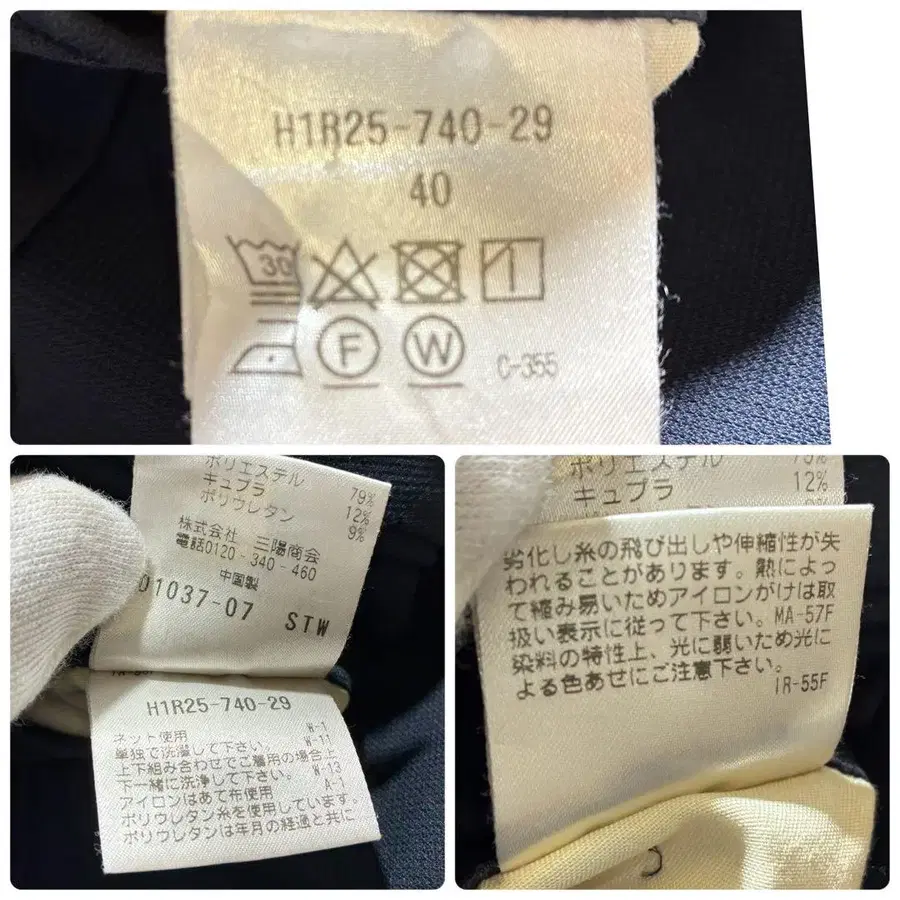 H1R25-740-29
40
30
F
W
C-355
ポリエステル 79%
キュプラ 12%
ポリウレタン 9%
株式会社 三陽商会
電話0120-340-460
中国製
01037-07 STW
H1R25-740-29
ネット使用 W-1
単独で洗濯して下さい。 W-11
上下組み合わせでご着用の場合上
下一緒に洗浄して下さい。 W-13
アイロンはあて布使用 A-1
ポリウレタン糸を使用しています。
ポリウレタンは年月の経過と共に
ポリエステル 79%
キュプラ 12%
劣化し糸の飛び出しや伸縮性が失
われることがあります。熱によっ
て縮み易いためアイロンがけは取
扱い表示に従って下さい。MA-57F
染料の特性上、光に弱いため光に
よる色あせにご注意下さい。
IR-55F